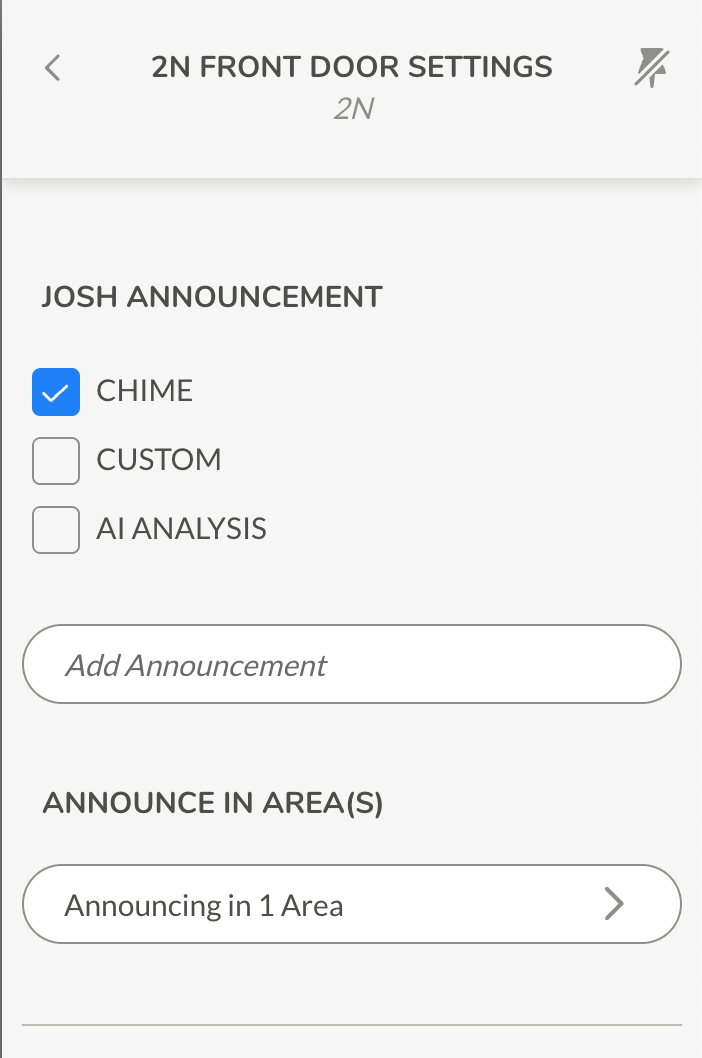 2N FRONT DOOR SETTINGS
2N
JOSH ANNOUNCEMENT
CHIME
CUSTOM
AI ANALYSIS
Add Announcement
ANNOUNCE IN AREA(S)
Announcing in 1 Area